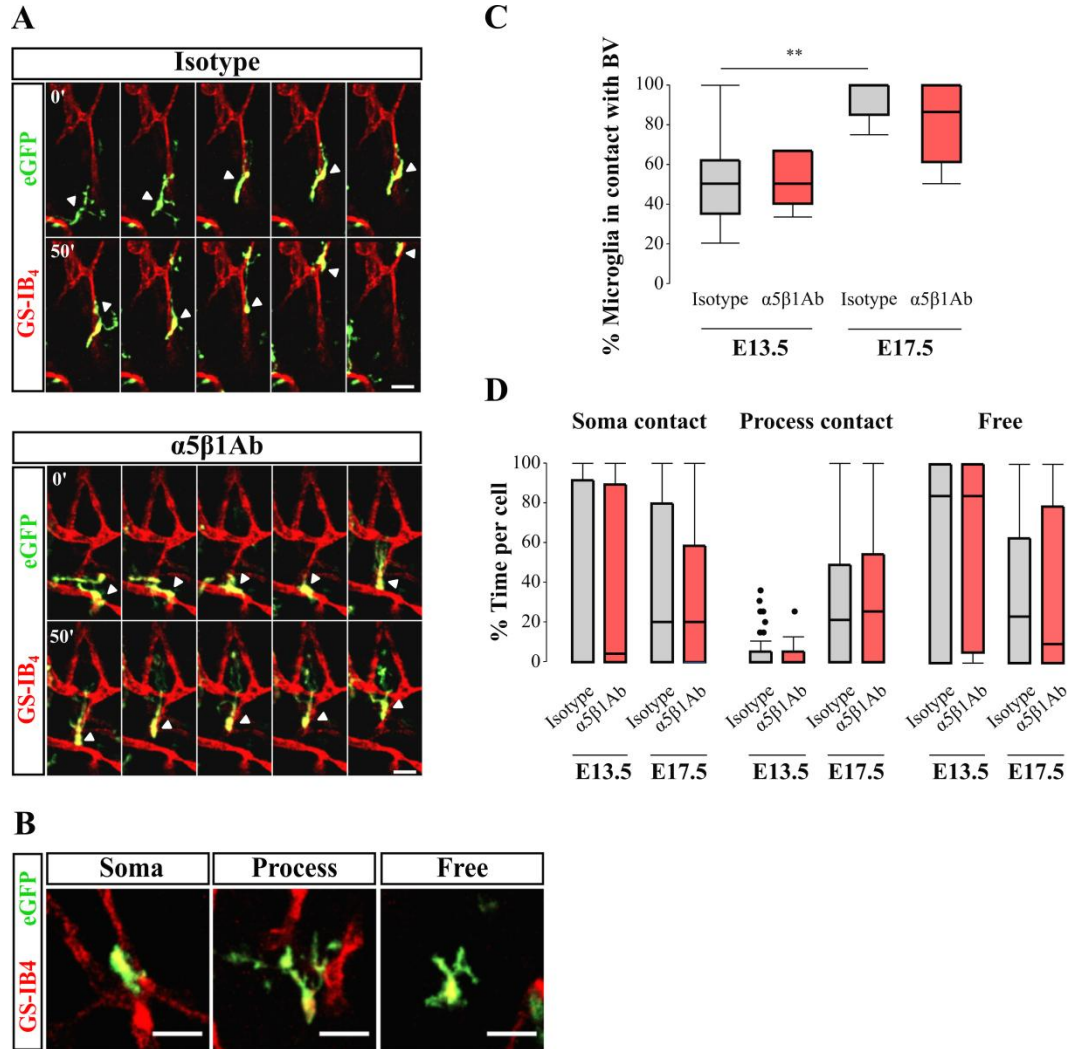 A
Isotype
eGFP
GS-IB₄
0'
50'
α5β1Ab
eGFP
GS-IB₄
0'
50'
B
Soma Process Free
GS-IB4 eGFP
C
% Microglia in contact with BV
**
100
80
60
40
20
0
Isotype α5β1Ab Isotype α5β1Ab
E13.5 E17.5
D
Soma contact Process contact Free
% Time per cell
100
80
60
40
20
0
Isotype α5β1Ab Isotype α5β1Ab Isotype α5β1Ab Isotype α5β1Ab Isotype α5β1Ab Isotype α5β1Ab
E13.5 E17.5 E13.5 E17.5 E13.5 E17.5